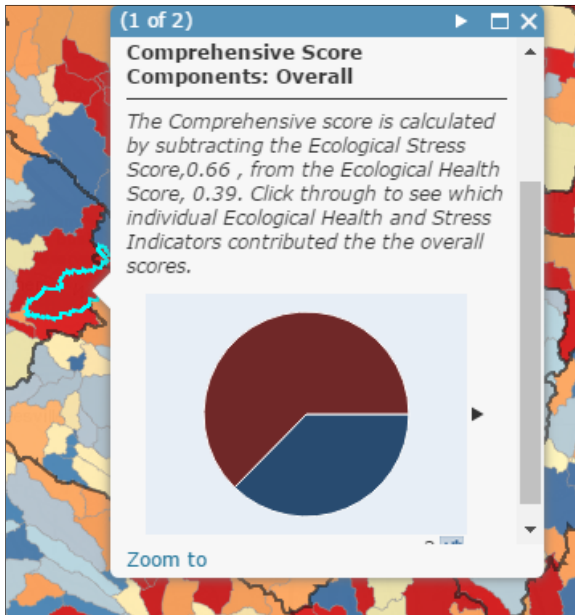 (1 of 2)
Comprehensive Score
Components: Overall
The Comprehensive score is calculated
by subtracting the Ecological Stress
Score,0.66 , from the Ecological Health
Score, 0.39. Click through to see which
individual Ecological Health and Stress
Indicators contributed the the overall
scores.
Zoom to